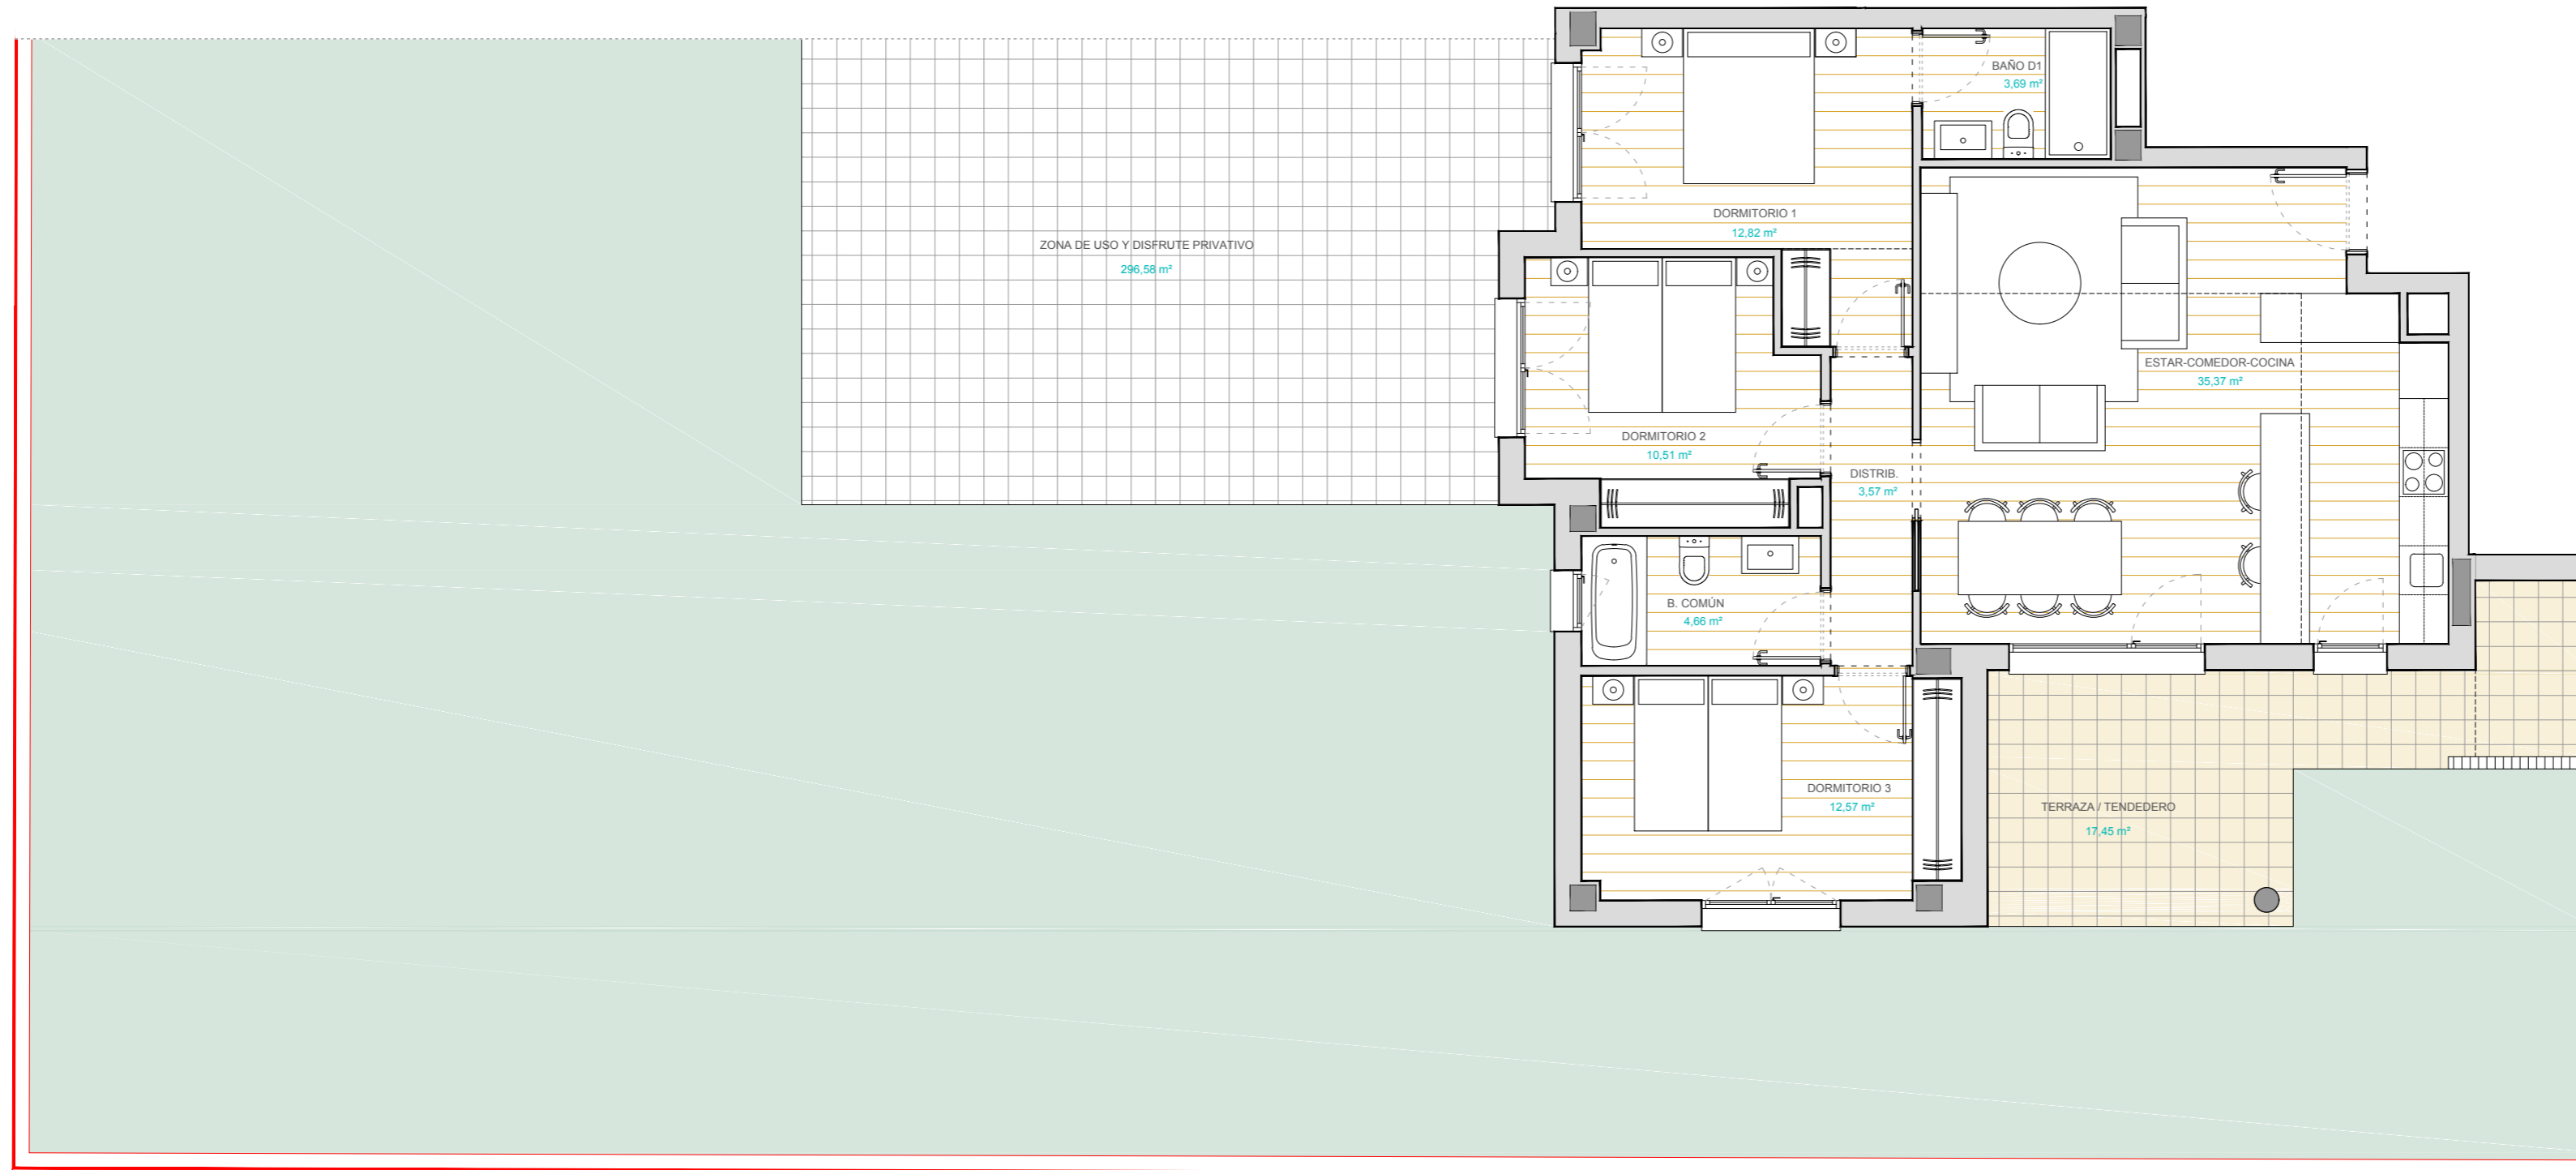 BAÑO D1
3,69 m²
DORMITORIO 1
12,82 m²
ZONA DE USO Y DISFRUTE PRIVATIVO
296,58 m²
ESTAR-COMEDOR-COCINA
35,37 m²
DORMITORIO 2
10,51 m²
DISTRIB.
3,57 m²
B. COMÚN
4,66 m²
DORMITORIO 3
12,57 m²
TERRAZA / TENDEDERO
17,45 m²